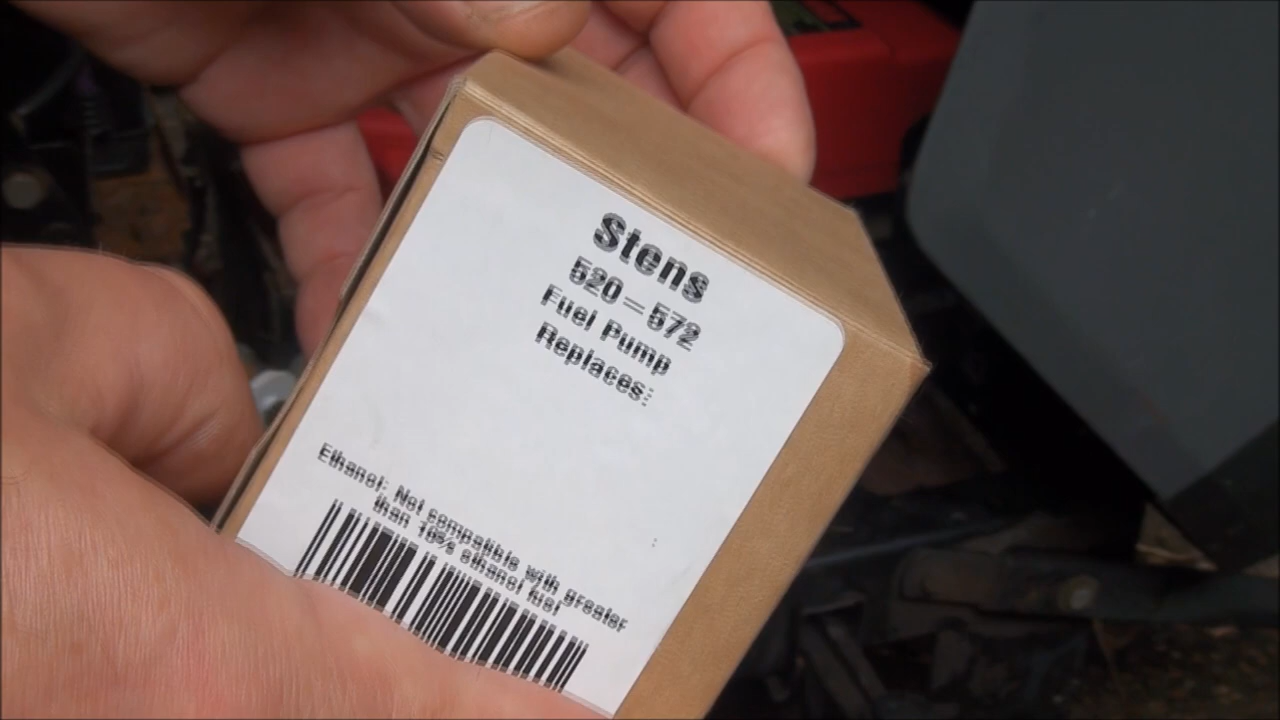 Stens
520-572
Fuel Pump
Replaces:
Ethanol: Not compatible with greater
than 10% ethanol fuel